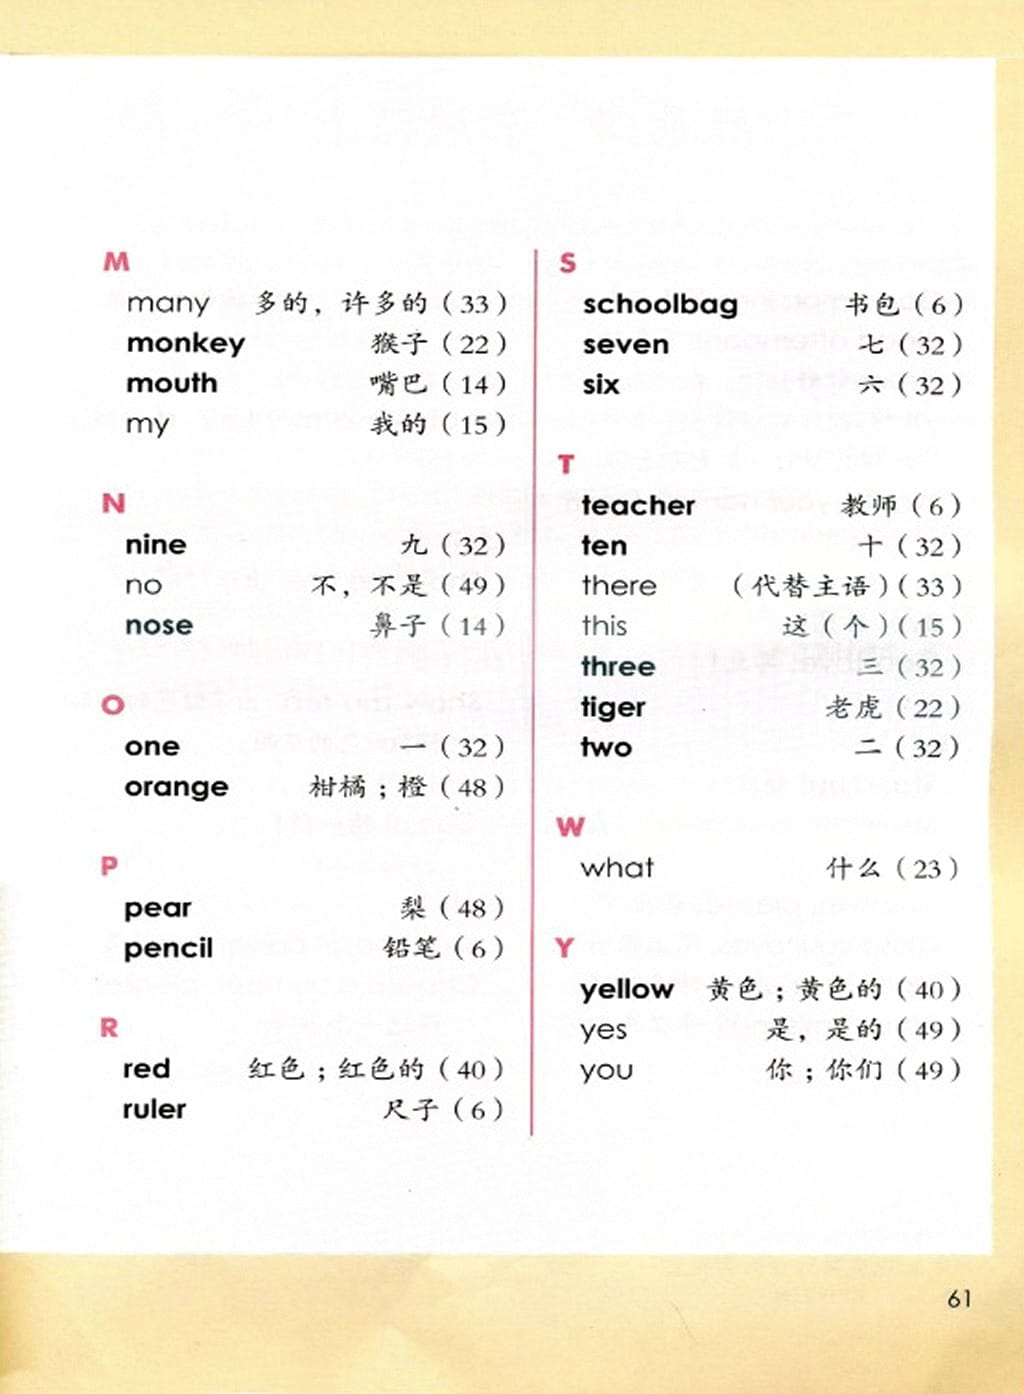 M
many 多的，许多的（33）
monkey 猴子（22）
mouth 嘴巴（14）
my 我的（15）
N
nine 九（32）
no 不，不是（49）
nose 鼻子（14）
O
one 一（32）
orange 柑橘；橙（48）
P
pear 梨（48）
pencil 铅笔（6）
R
red 红色；红色的（40）
ruler 尺子（6）
S
schoolbag 书包（6）
seven 七（32）
six 六（32）
T
teacher 教师（6）
ten 十（32）
there （代替主语）（33）
this 这（个）（15）
three 三（32）
tiger 老虎（22）
two 二（32）
W
what 什么（23）
Y
yellow 黄色；黄色的（40）
yes 是，是的（49）
you 你；你们（49）
61